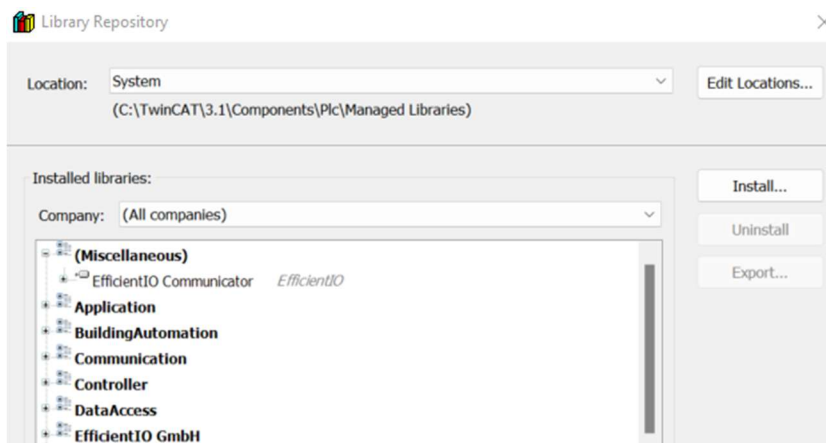 Library Repository
Location: System Edit Locations...
(C:\TwinCAT\3.1\Components\Plc\Managed Libraries)
Installed libraries:
Install...
Company: (All companies)
Uninstall
(Miscellaneous)
EfficientIO Communicator EfficientIO
Export...
Application
BuildingAutomation
Communication
Controller
DataAccess
EfficientIO GmbH